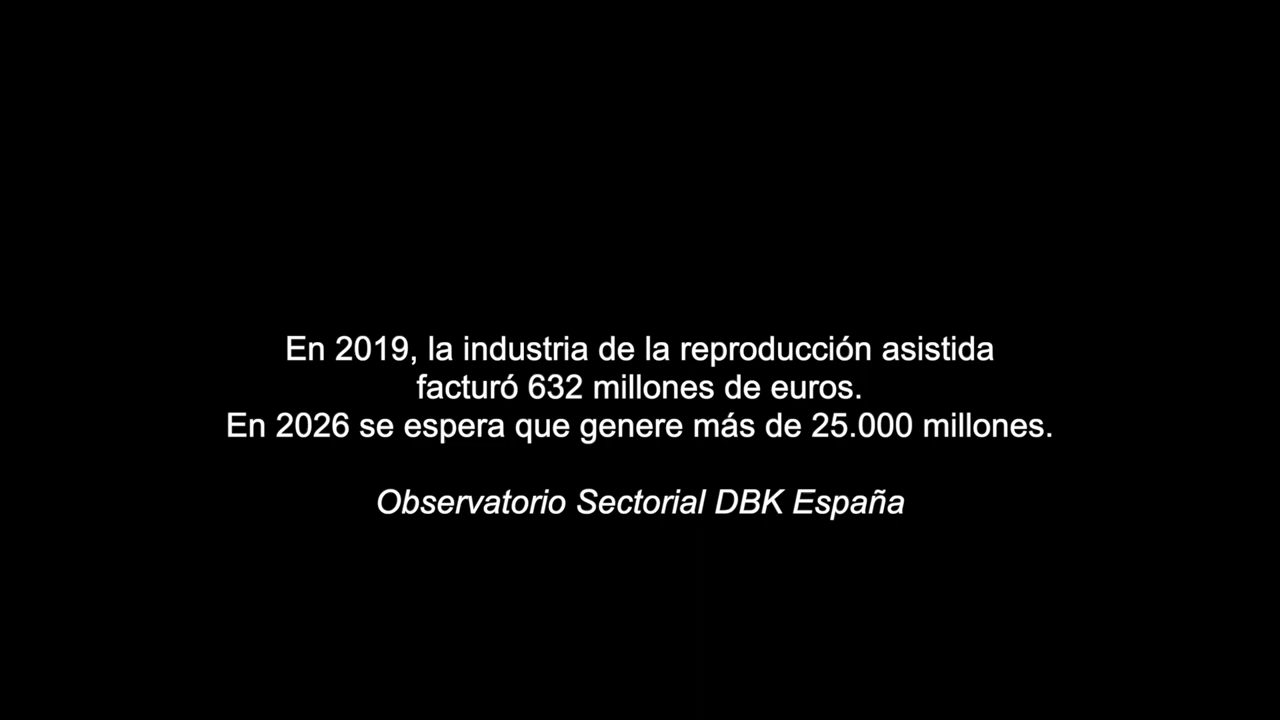 En 2019, la industria de la reproducción asistida
facturó 632 millones de euros.
En 2026 se espera que genere más de 25.000 millones.
Observatorio Sectorial DBK España